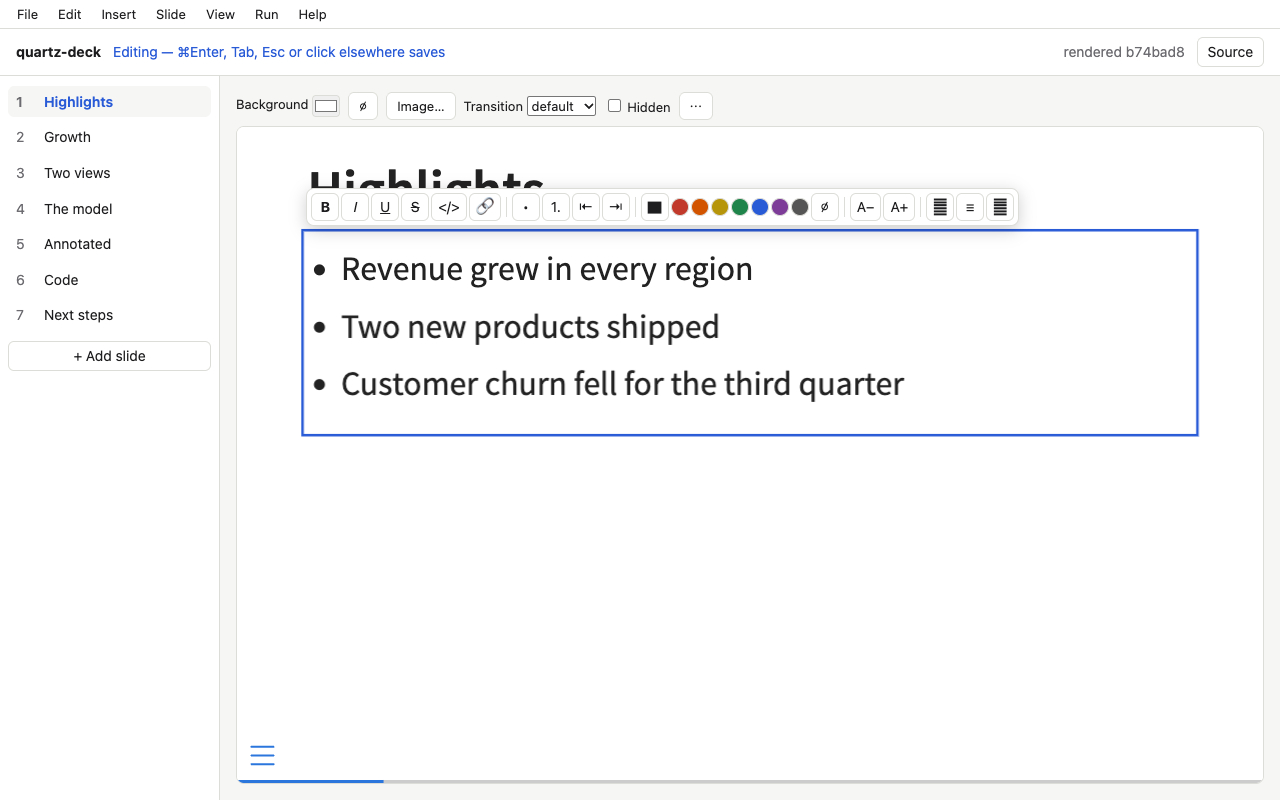 File Edit Insert Slide View Run Help
quartz-deck Editing — ⌘Enter, Tab, Esc or click elsewhere saves rendered b74bad8 Source
1 Highlights
2 Growth
3 Two views
4 The model
5 Annotated
6 Code
7 Next steps
+ Add slide
Background ∅ Image... Transition default Hidden ...
Highlights
B I U S </> • 1. ⇤ ⇥ ∅ A− A+ ≡
• Revenue grew in every region
• Two new products shipped
• Customer churn fell for the third quarter